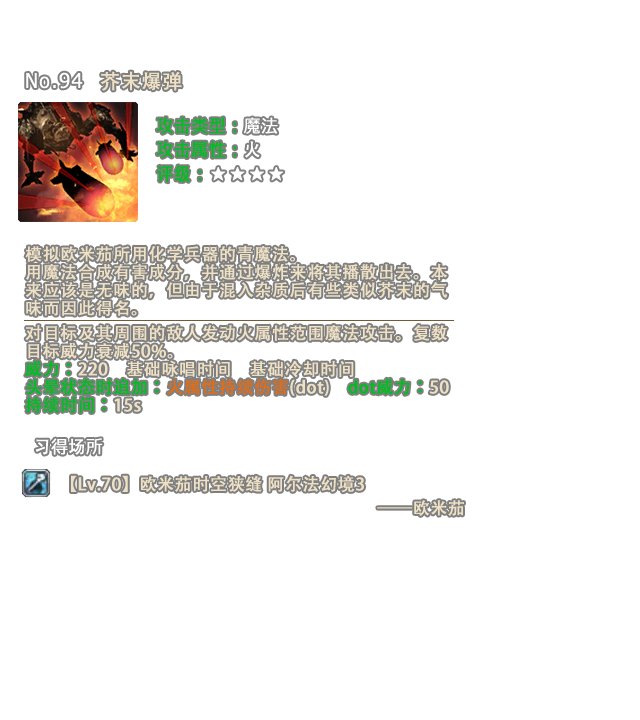 No.94 芥末爆弹
攻击类型：魔法
攻击属性：火
评级：☆☆☆☆
模拟欧米茄所用化学兵器的青魔法。
用魔法合成有害成分，并通过爆炸来将其播散出去。本
来应该是无味的，但由于混入杂质后有些类似芥末的气
味而因此得名。
对目标及其周围的敌人发动火属性范围魔法攻击。复数
目标威力衰减50%。
威力：220 基础咏唱时间 基础冷却时间
头晕状态时追加：火属性持续伤害(dot) dot威力：50
持续时间：15s
习得场所
【Lv.70】欧米茄时空狭缝 阿尔法幻境3
——欧米茄